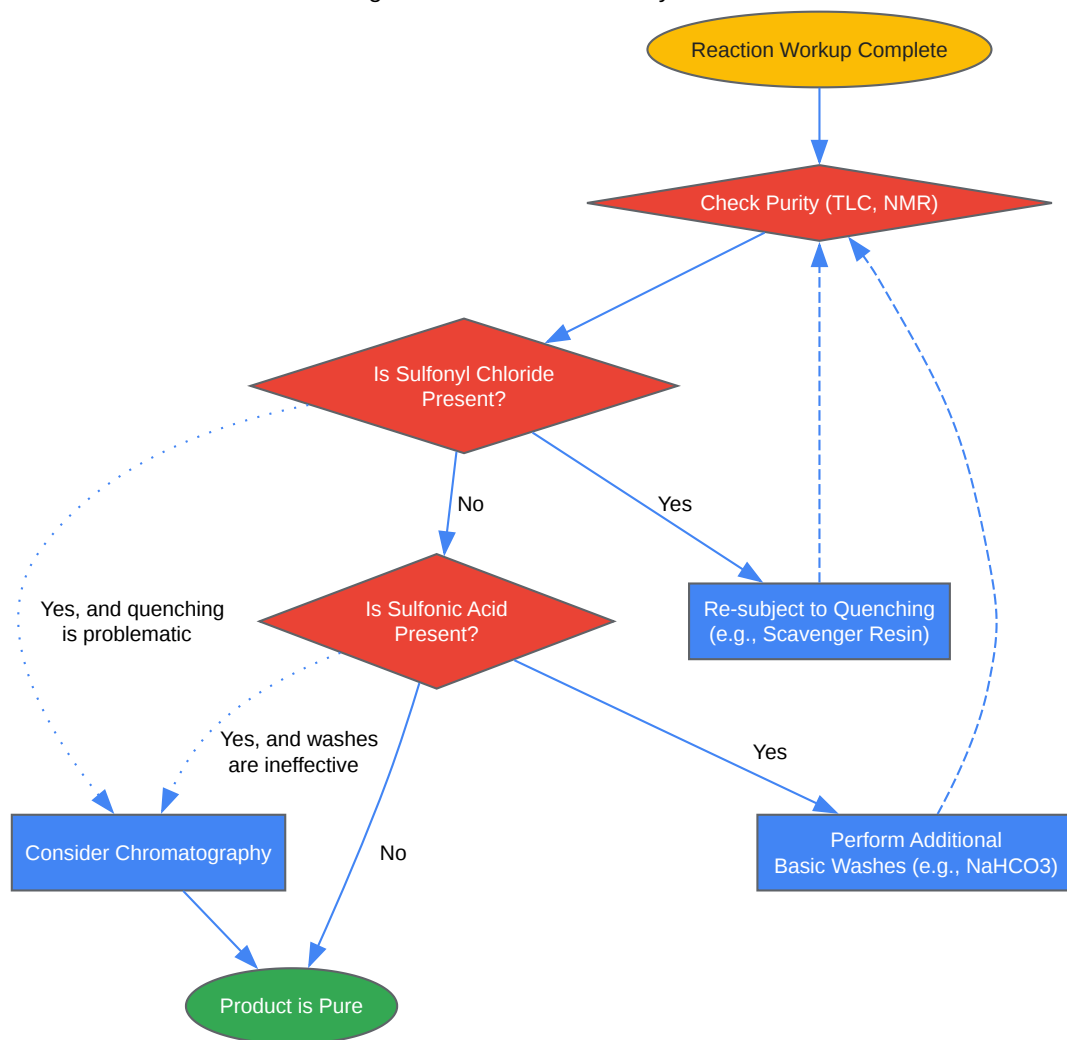 Reaction Workup Complete
Check Purity (TLC, NMR)
Is Sulfonyl Chloride
Present?
No
Yes
Yes, and quenching
is problematic
Is Sulfonic Acid
Present?
Re-subject to Quenching
(e.g., Scavenger Resin)
Yes, and washes
are ineffective
Yes
Consider Chromatography
No
Perform Additional
Basic Washes (e.g., NaHCO3)
Product is Pure